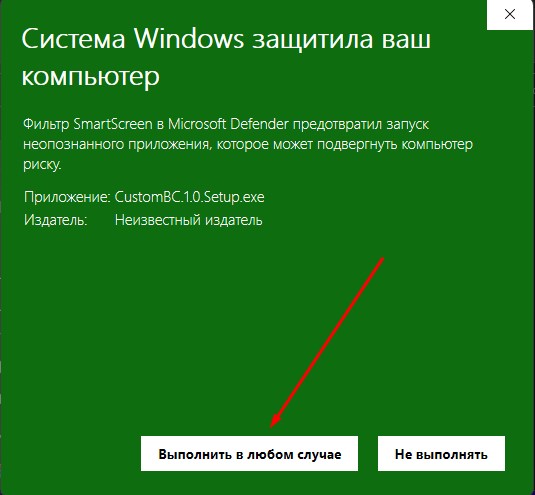 Система Windows защитила ваш
компьютер
Фильтр SmartScreen в Microsoft Defender предотвратил запуск
неопознанного приложения, которое может подвергнуть компьютер
риску.
Приложение: CustomBC.1.0.Setup.exe
Издатель: Неизвестный издатель
Выполнить в любом случае Не выполнять